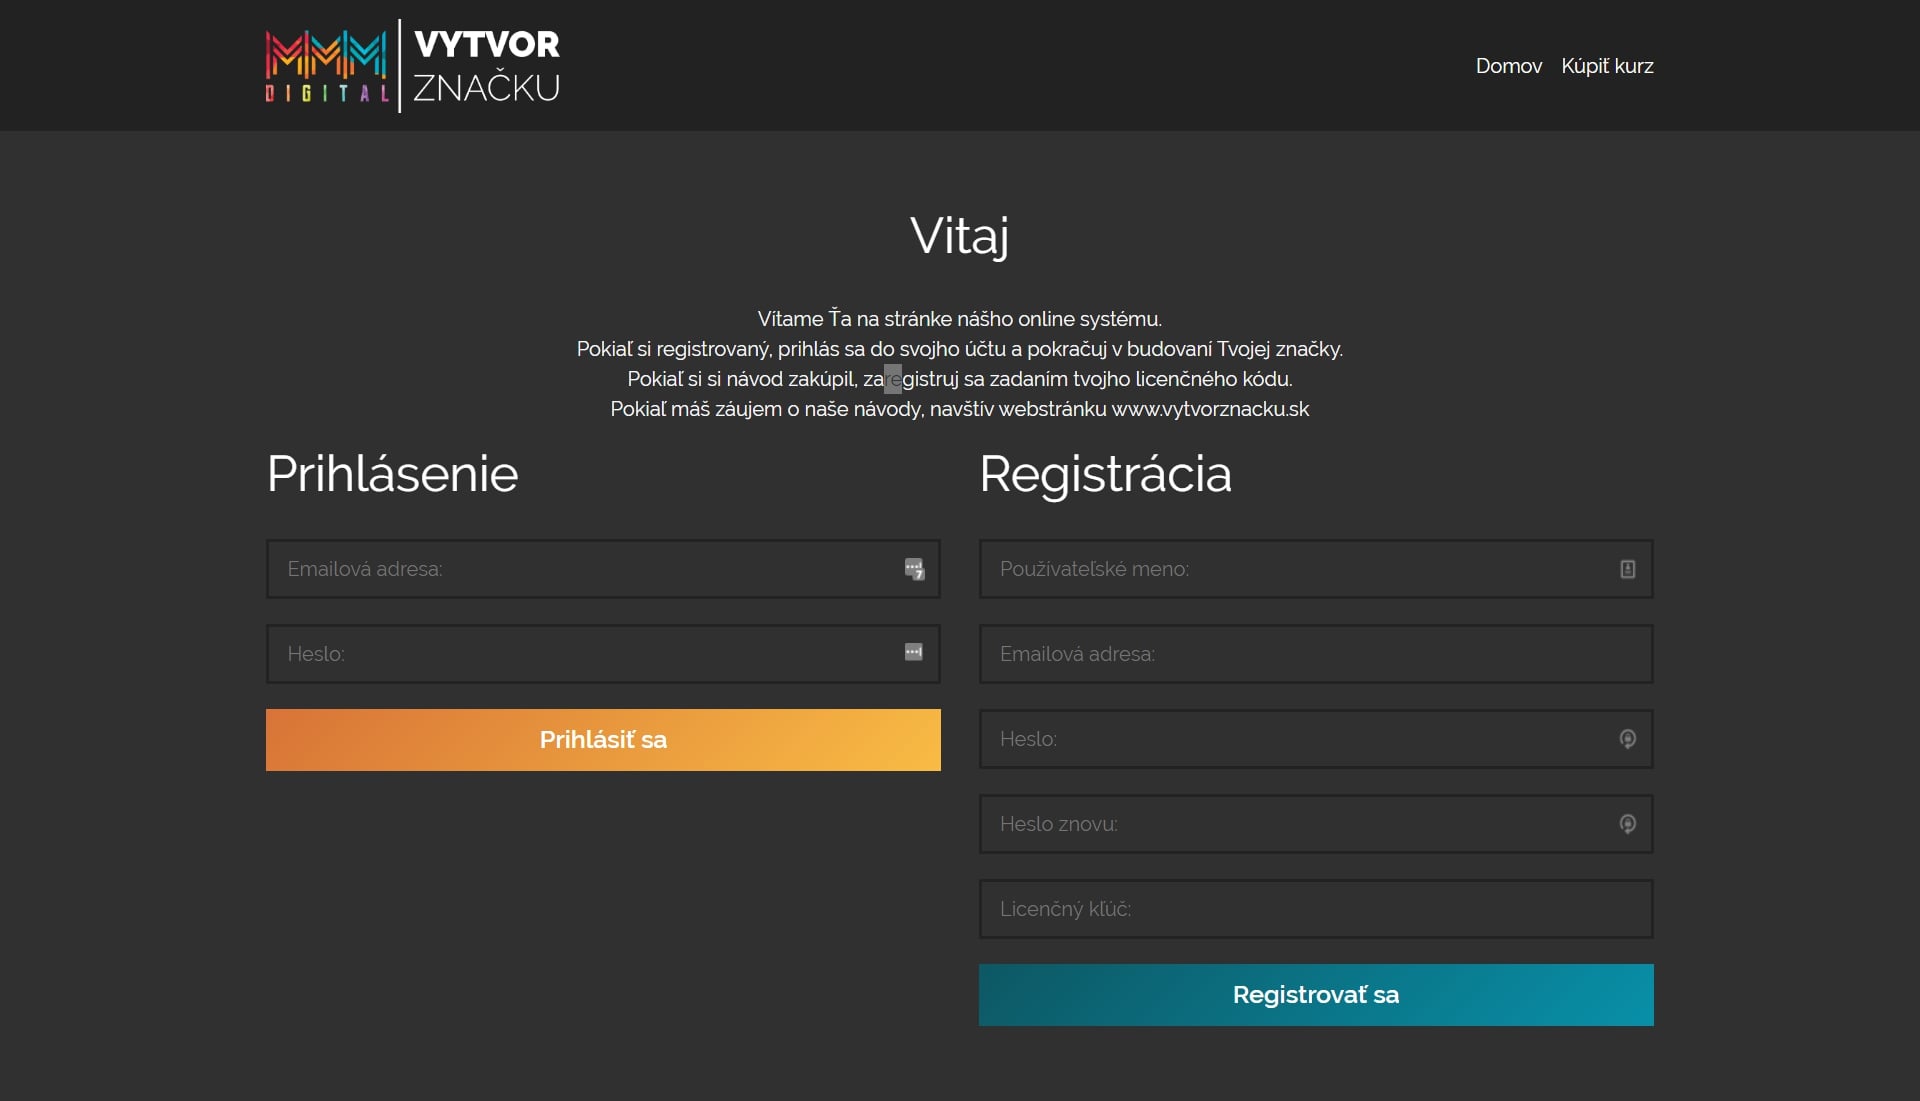 MMM
DIGITAL
VYTVOR
ZNAČKU
Domov
Kúpiť kurz
Vitaj
Vítame Ťa na stránke nášho online systému.
Pokiaľ si registrovaný, prihlás sa do svojho účtu a pokračuj v budovaní Tvojej značky.
Pokiaľ si si návod zakúpil, zaregistruj sa zadaním tvojho licenčného kódu.
Pokiaľ máš záujem o naše návody, navštív webstránku www.vytvorznacku.sk
Prihlásenie
Emailová adresa:
7
Heslo:
Prihlásiť sa
Registrácia
Použivateľské meno:
Emailová adresa:
Heslo:
Heslo znovu:
Licenčný kľúč:
Registrovať sa